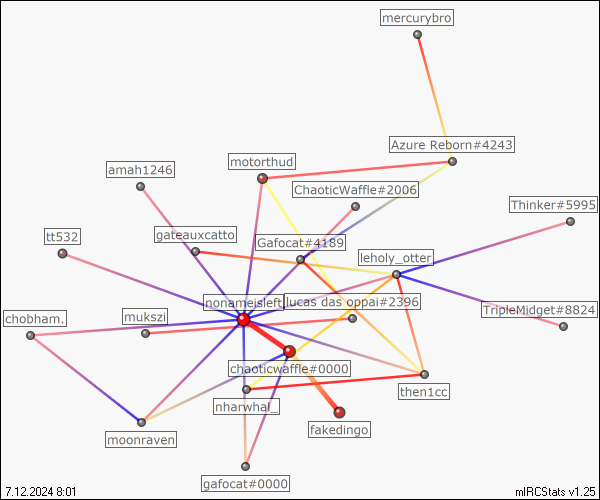 mercurybro
Azure Reborn#4243
motorthud
amah1246
ChaoticWaffle#2006
Thinker#5995
tt532
gateauxcatto
Gafocat#4189
leholy_otter
nonameisleft
lucas das oppai#2396
TripleMidget#8824
chobham.
mukszi
chaoticwaffle#0000
then1cc
nharwhal_
fakedingo
moonraven
gafocat#0000
7.12.2024 8:01
mIRCStats v1.25